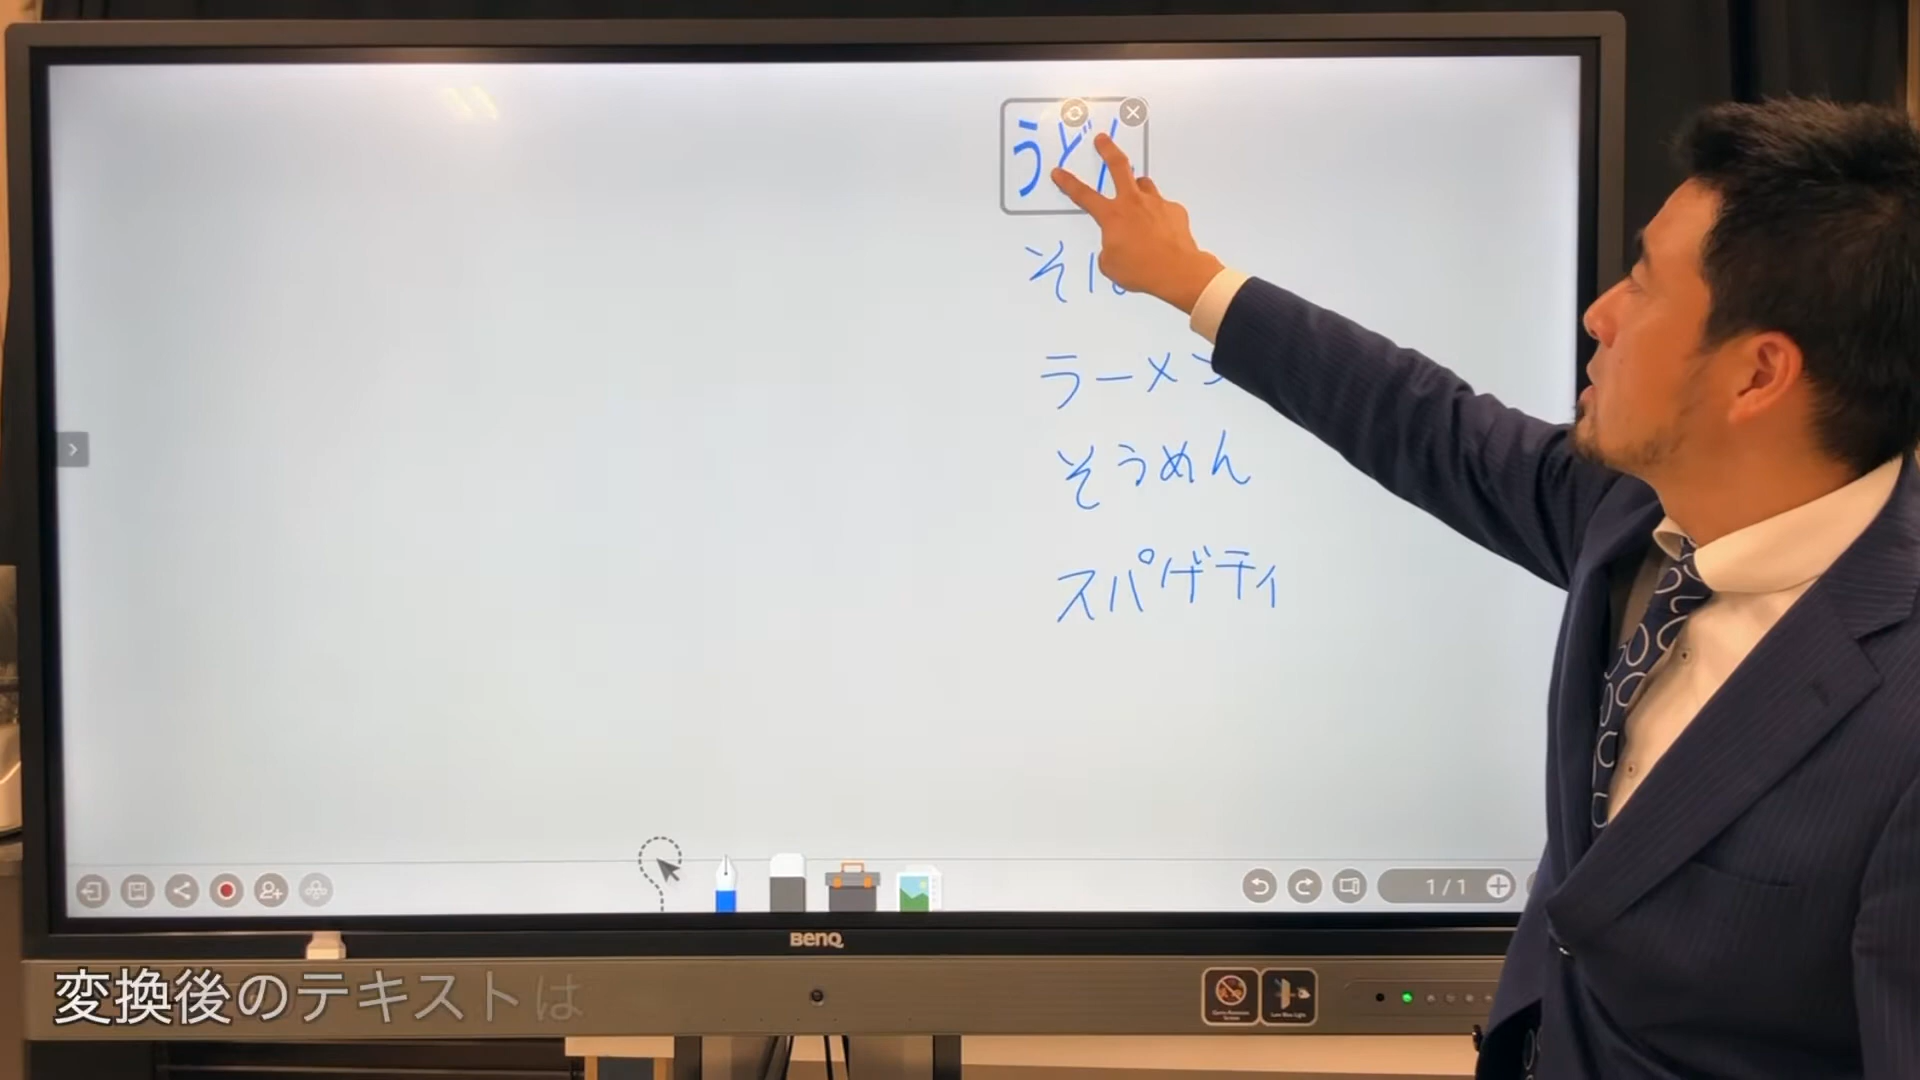 うどん
そば
ラーメン
そうめん
スパゲティ
1/1
BenQ
変換後のテキストは